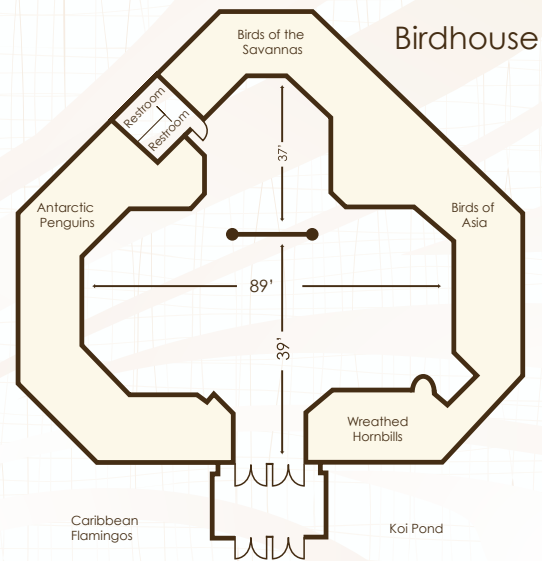 Birdhouse
Birds of the
Savannas
Restroom
Restroom
37'
Antarctic
Penguins
Birds of
Asia
89’
39’
Wreathed
Hornbills
Caribbean
Flamingos
Koi Pond